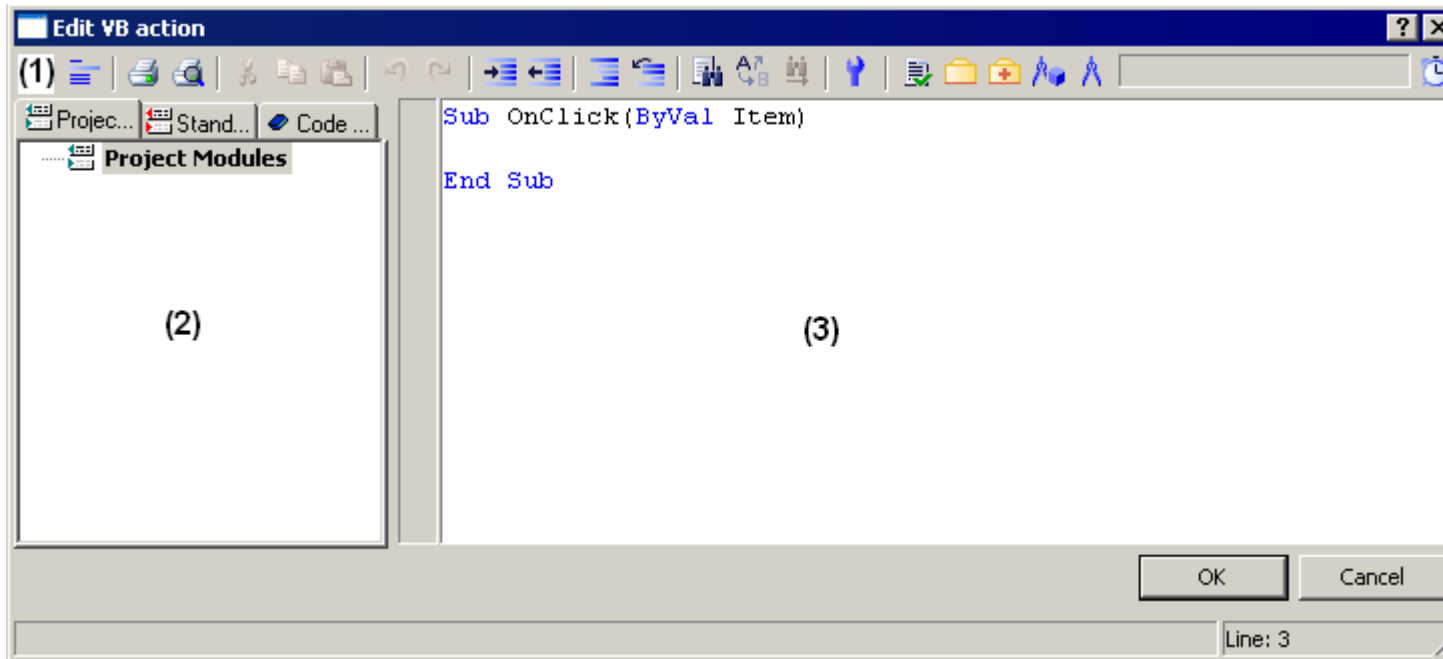 Edit VB action
(1)
Projec... Stand... Code ...
Project Modules
(2)
Sub OnClick(ByVal Item)
End Sub
(3)
OK Cancel
Line: 3